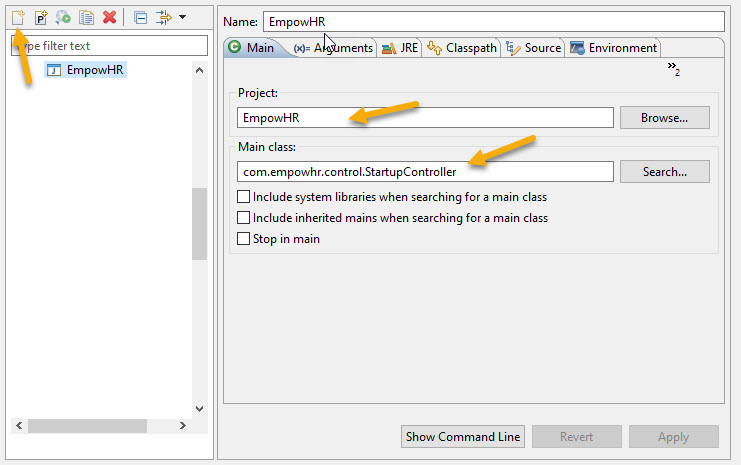 Name: EmpowHR
type filter text
EmpowHR
Main (x)= Arguments JRE Classpath Source Environment
»2
Project:
EmpowHR Browse...
Main class:
com.empowhr.control.StartupController Search...
Include system libraries when searching for a main class
Include inherited mains when searching for a main class
Stop in main
Show Command Line Revert Apply